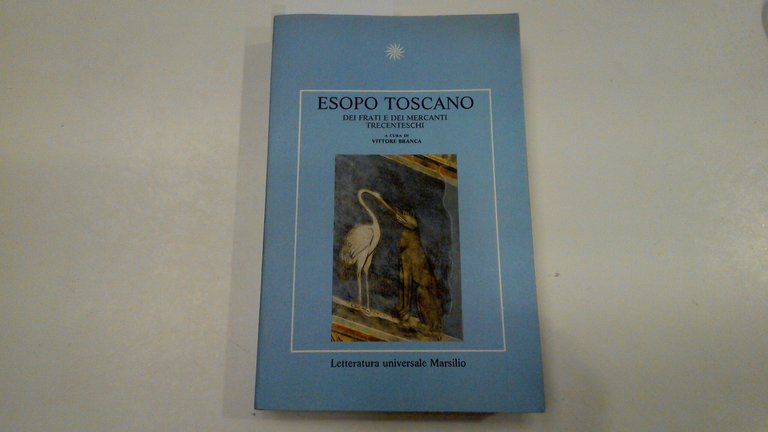 ESOPO TOSCANO
DEI FRATI E DEI MERCANTI
TRECENTESCHI
A CURA DI
VITTORE BRANCA
Letteratura universale Marsilio